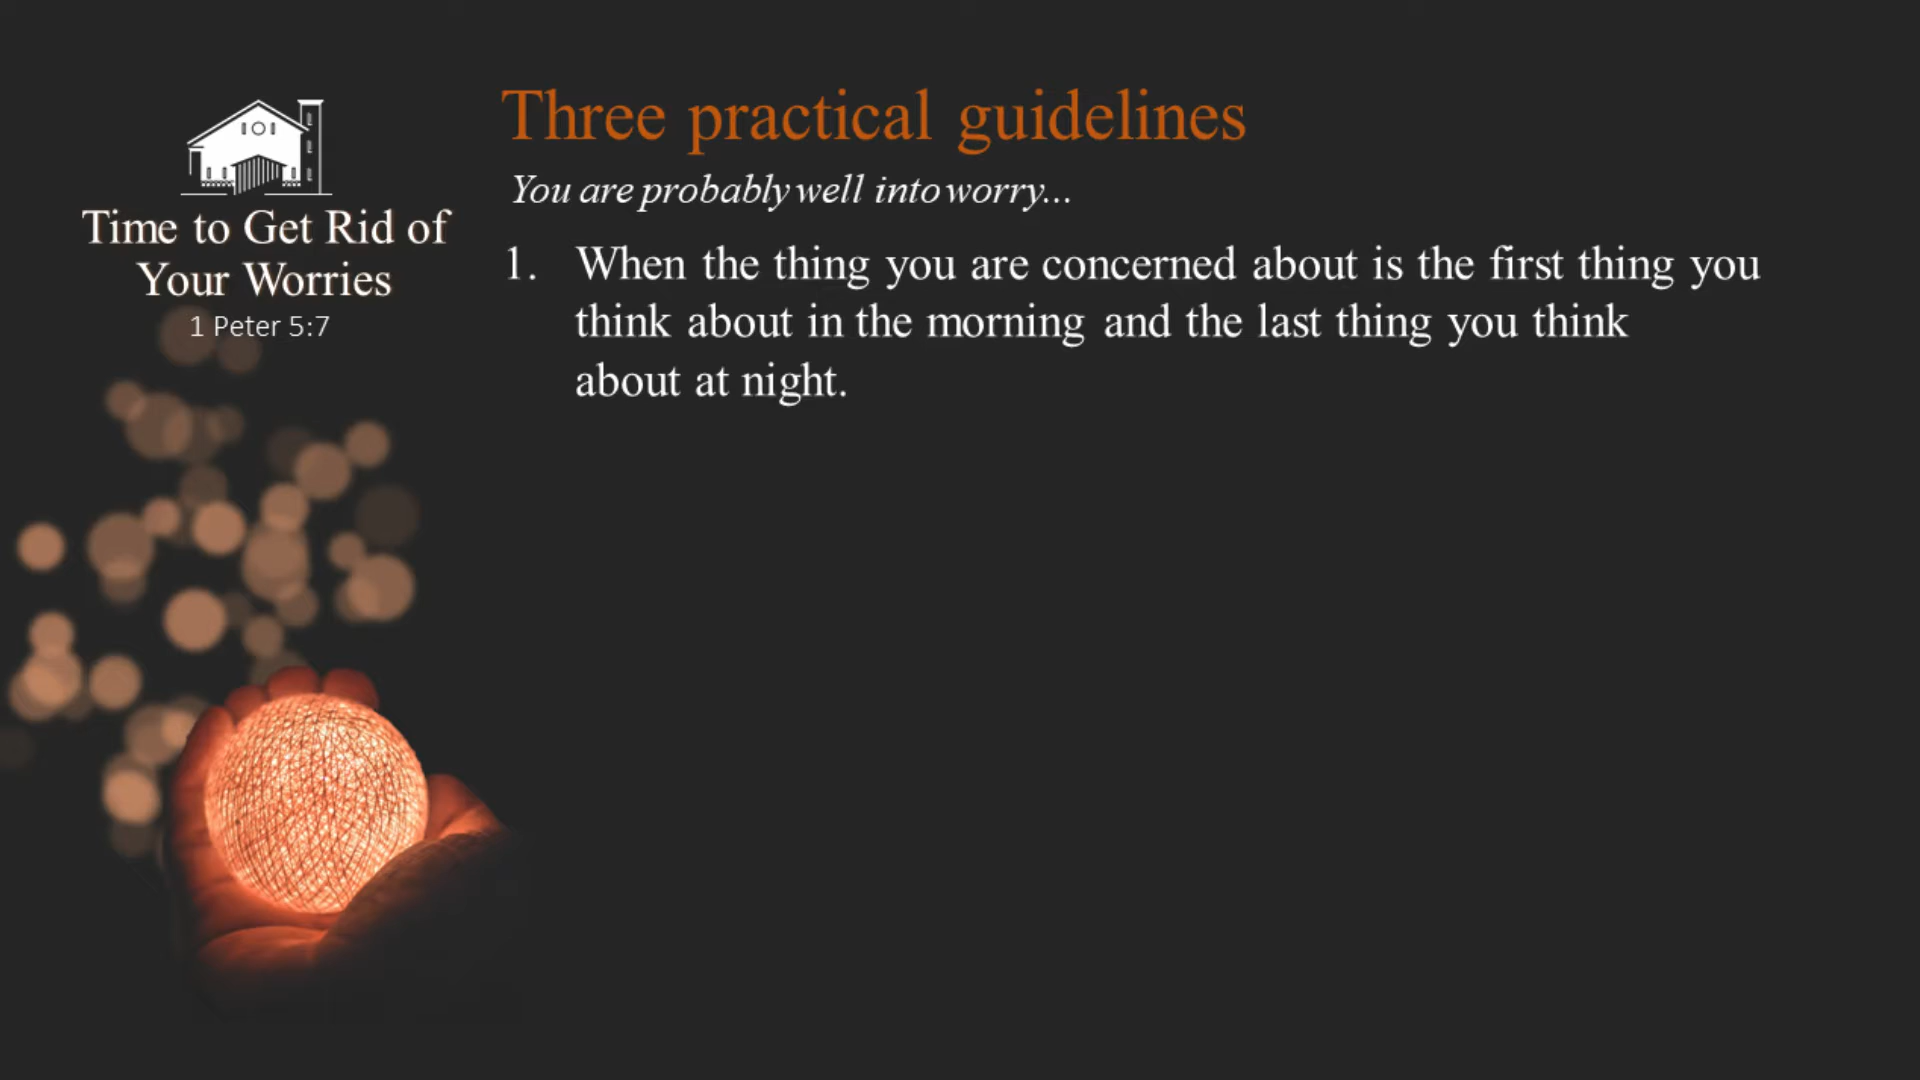 Time to Get Rid of
Your Worries
1 Peter 5:7
Three practical guidelines
You are probably well into worry...
1. When the thing you are concerned about is the first thing you
think about in the morning and the last thing you think
about at night.